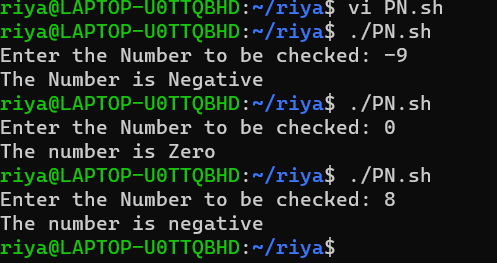 riya@LAPTOP-U0TTQBHD:~/riya$ vi PN.sh
riya@LAPTOP-U0TTQBHD:~/riya$ ./PN.sh
Enter the Number to be checked: -9
The Number is Negative
riya@LAPTOP-U0TTQBHD:~/riya$ ./PN.sh
Enter the Number to be checked: 0
The number is Zero
riya@LAPTOP-U0TTQBHD:~/riya$ ./PN.sh
Enter the Number to be checked: 8
The number is negative
riya@LAPTOP-U0TTQBHD:~/riya$